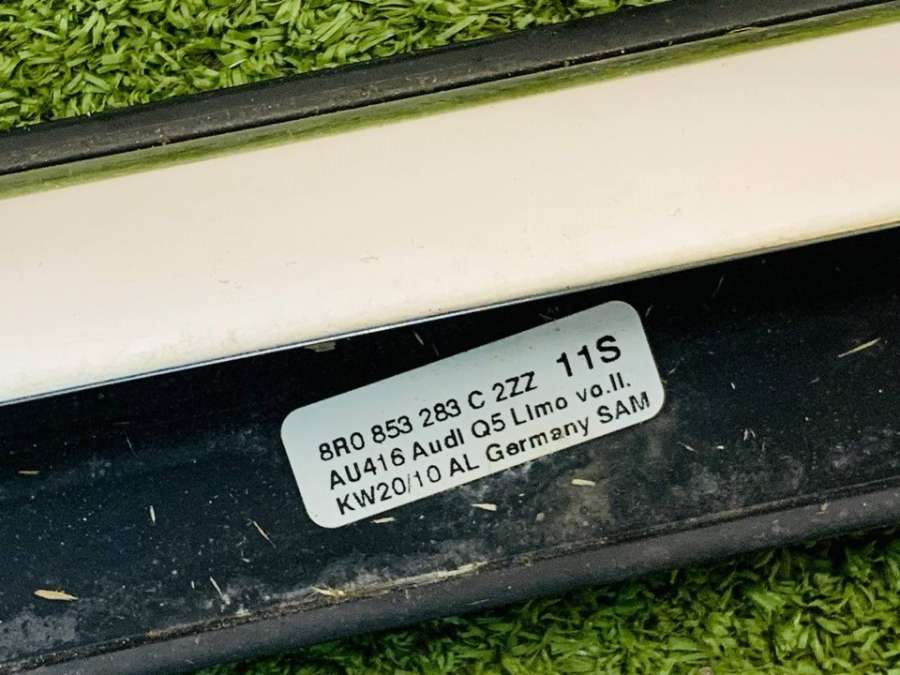 8R0 853 283 C 2ZZ 11S
AU416 Audi Q5 Limo vo.li.
KW20/10 AL Germany SAM